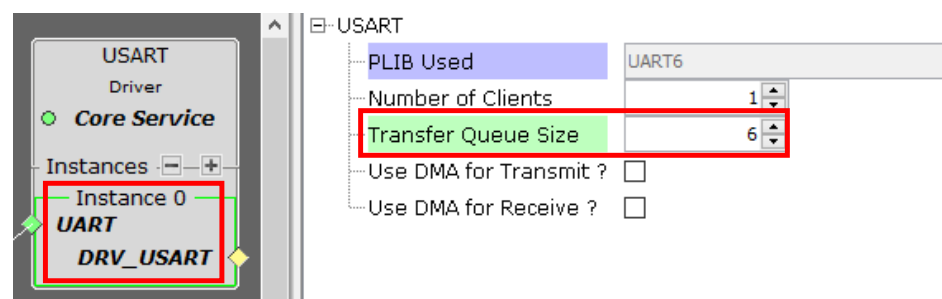 USART
Driver
Core Service
Instances
Instance 0
UART
DRV_USART
USART
PLIB Used UART6
Number of Clients 1
Transfer Queue Size 6
Use DMA for Transmit ?
Use DMA for Receive ?